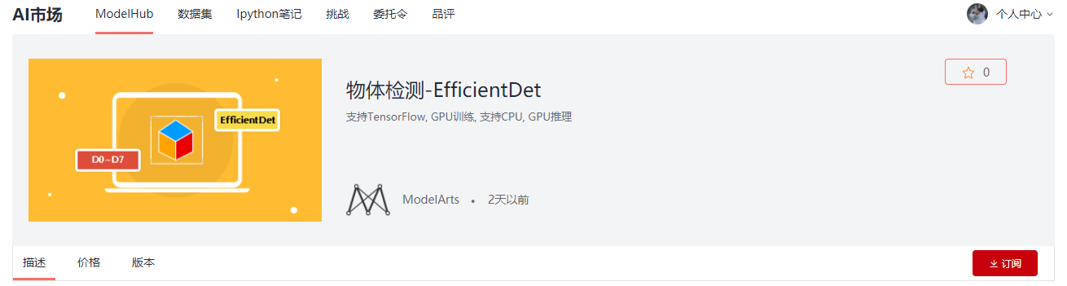 AI市场 ModelHub 数据集 Ipython笔记 挑战 委托令 品评 个人中心
0
物体检测-EfficientDet
支持TensorFlow, GPU训练, 支持CPU, GPU推理
EfficientDet
D0~D7
ModelArts • 2天以前
描述 价格 版本 订阅